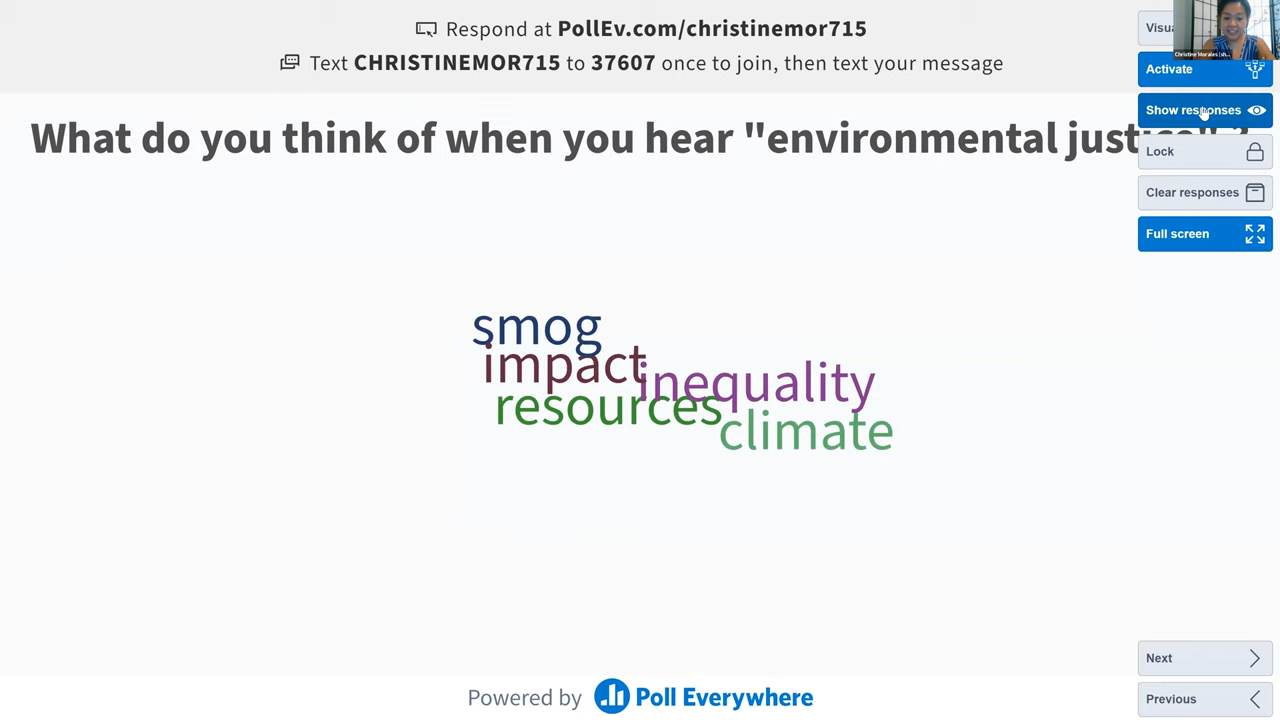 Respond at PollEv.com/christinemor715
Text CHRISTINEMOR715 to 37607 once to join, then text your message
What do you think of when you hear "environmental just
smog
impact
inequality
resources
climate
Powered by Poll Everywhere
Christine Morales
Activate
Show responses
Lock
Clear responses
Full screen
Next
Previous